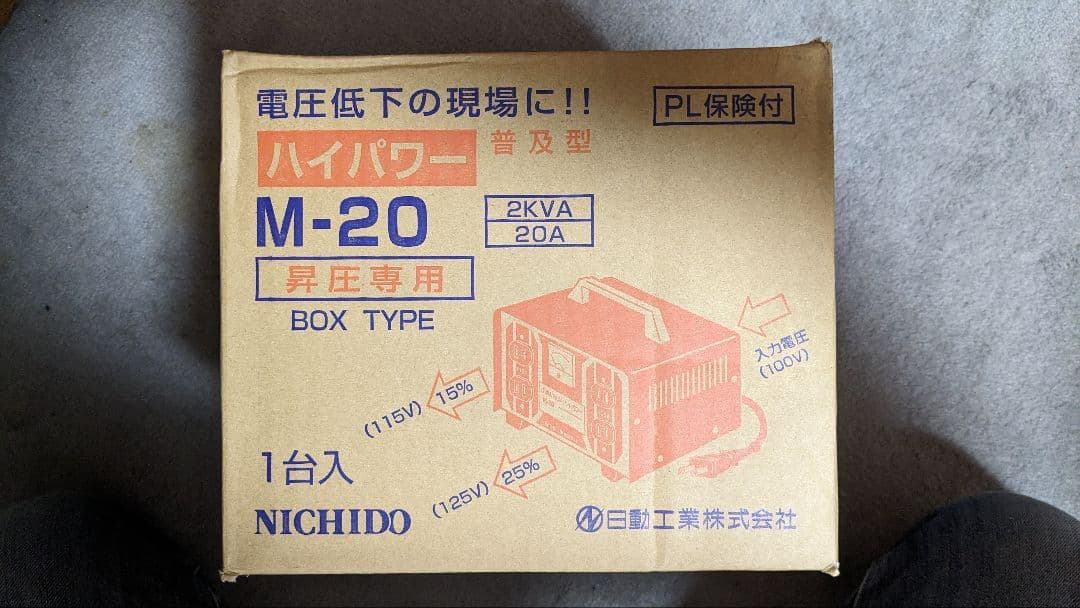 電圧低下の現場に!!
PL保険付
ハイパワー
普及型
M-20
2KVA
20A
昇圧専用
BOX TYPE
入力電圧
(100V)
15%
(115V)
25%
(125V)
1台入
NICHIDO
日動工業株式会社